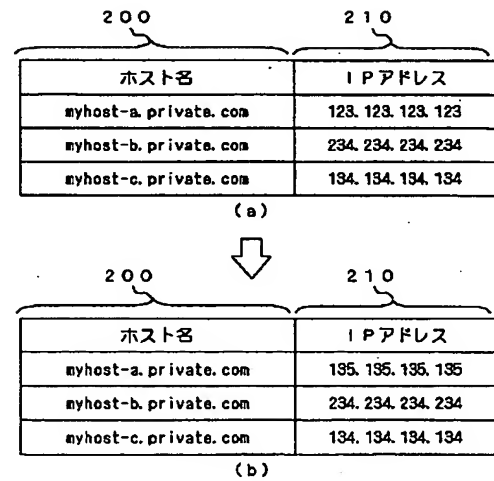 200 210
ホスト名 IPアドレス
myhost-a.private.com 123.123.123.123
myhost-b.private.com 234.234.234.234
myhost-c.private.com 134.134.134.134
(a)
200 210
ホスト名 IPアドレス
myhost-a.private.com 135.135.135.135
myhost-b.private.com 234.234.234.234
myhost-c.private.com 134.134.134.134
(b)